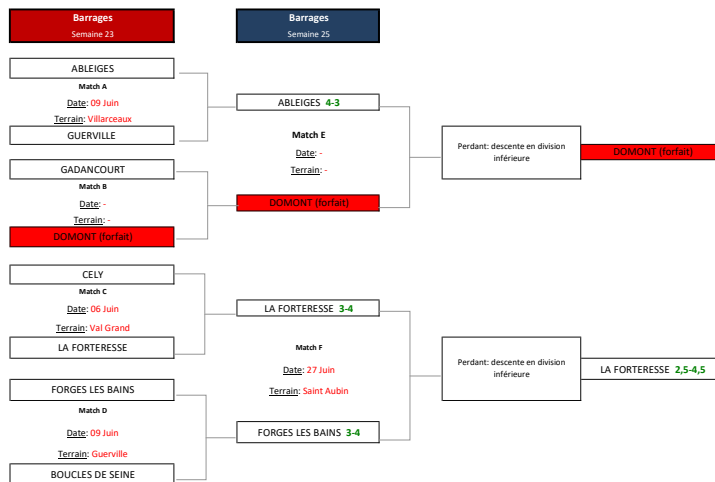 Barrages
Semaine 23
Barrages
Semaine 25
ABLEIGES
Match A
Date: 09 Juin
Terrain: Villarceaux
GUERVILLE
ABLEIGES 4-3
Match E
Date: -
Terrain: -
GADANCOURT
Match B
Date: -
Terrain: -
DOMONT (forfait)
DOMONT (forfait)
Perdant: descente en division
inférieure
DOMONT (forfait)
CELY
Match C
Date: 06 Juin
Terrain: Val Grand
LA FORTERESSE
LA FORTERESSE 3-4
Match F
Date: 27 Juin
Terrain: Saint Aubin
FORGES LES BAINS
Match D
Date: 09 Juin
Terrain: Guerville
BOUCLES DE SEINE
FORGES LES BAINS 3-4
Perdant: descente en division
inférieure
LA FORTERESSE 2,5-4,5